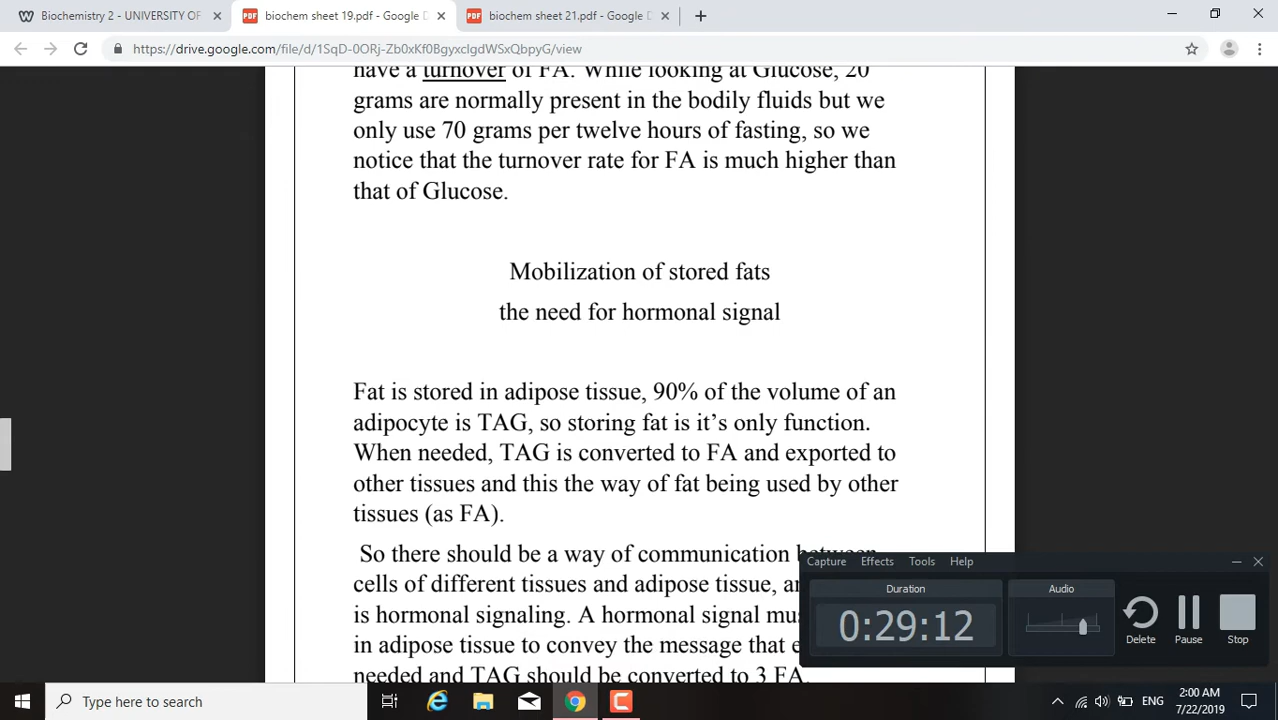 Biochemistry 2 - UNIVERSITY OF
biochem sheet 19.pdf - Google D
biochem sheet 21.pdf - Google D
https://drive.google.com/file/d/1SqD-0ORj-Zb0xKf0BgyxclgdWSxQbpyG/view
have a turnover of FA. While looking at Glucose, 20
grams are normally present in the bodily fluids but we
only use 70 grams per twelve hours of fasting, so we
notice that the turnover rate for FA is much higher than
that of Glucose.
Mobilization of stored fats
the need for hormonal signal
Fat is stored in adipose tissue, 90% of the volume of an
adipocyte is TAG, so storing fat is it's only function.
When needed, TAG is converted to FA and exported to
other tissues and this the way of fat being used by other
tissues (as FA).
So there should be a way of communication between
cells of different tissues and adipose tissue,
is hormonal signaling. A hormonal signal
in adipose tissue to convey the message that
needed and TAG should be converted to 3 FA.
Capture Effects Tools Help
Duration
Audio
0:29:12
Delete
Pause
Stop
Type here to search
ENG
2:00 AM
7/22/2019